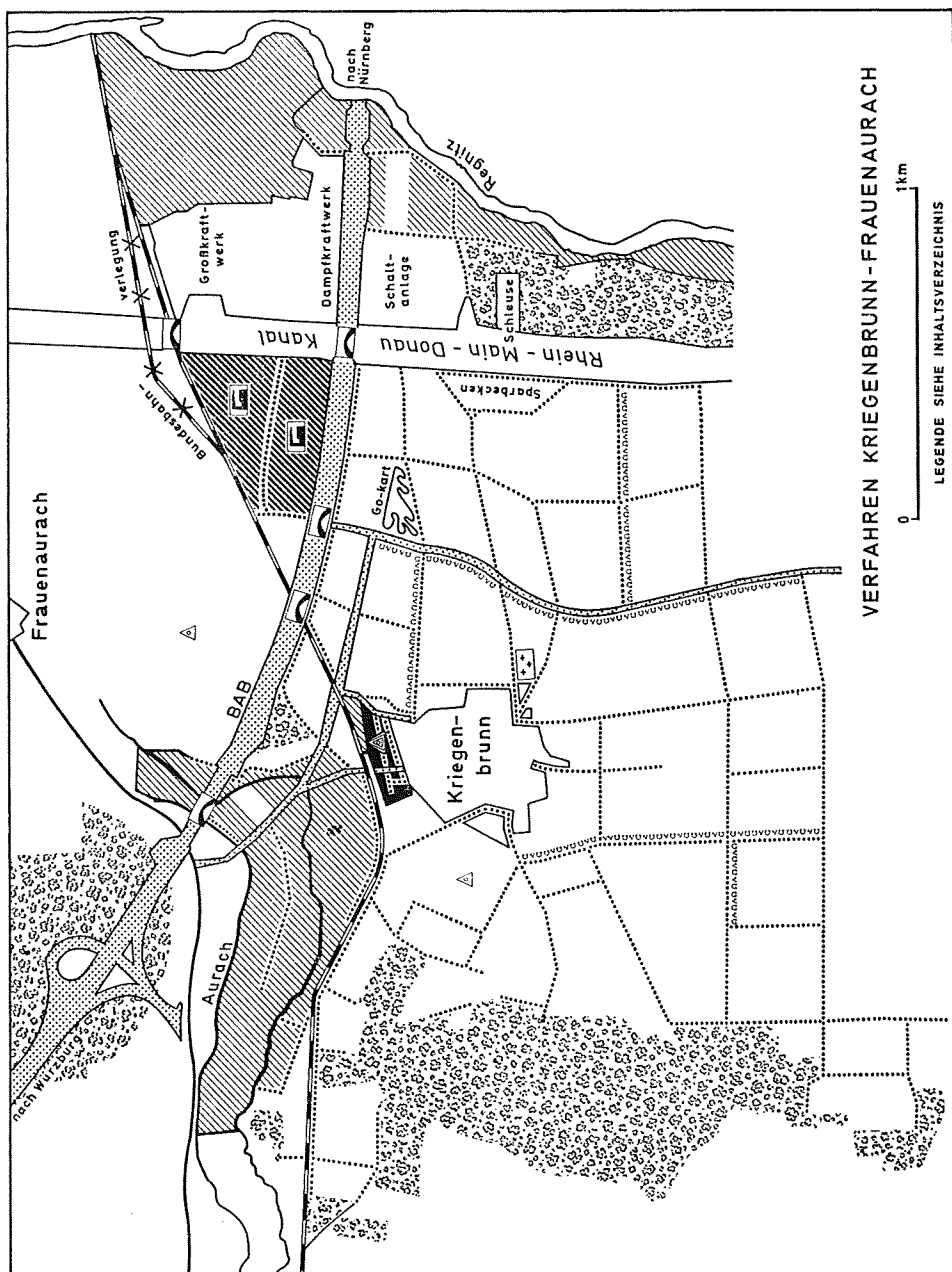 Frauenaurach
Bundesbahn-
verlegung
Großkraft-
werk
nach
Nürnberg
BAB
Dampfkraftwerk
Kanal
nach Würzburg
Aurach
Schalt-
anlage
Regnitz
Go-kart
Rhein - Main - Donau
Schleuse
Sparbecken
Kriegen-
brunn
VERFAHREN KRIEGENBRUNN-FRAUENAURACH
0
1km
LEGENDE SIEHE INHALTSVERZEICHNIS